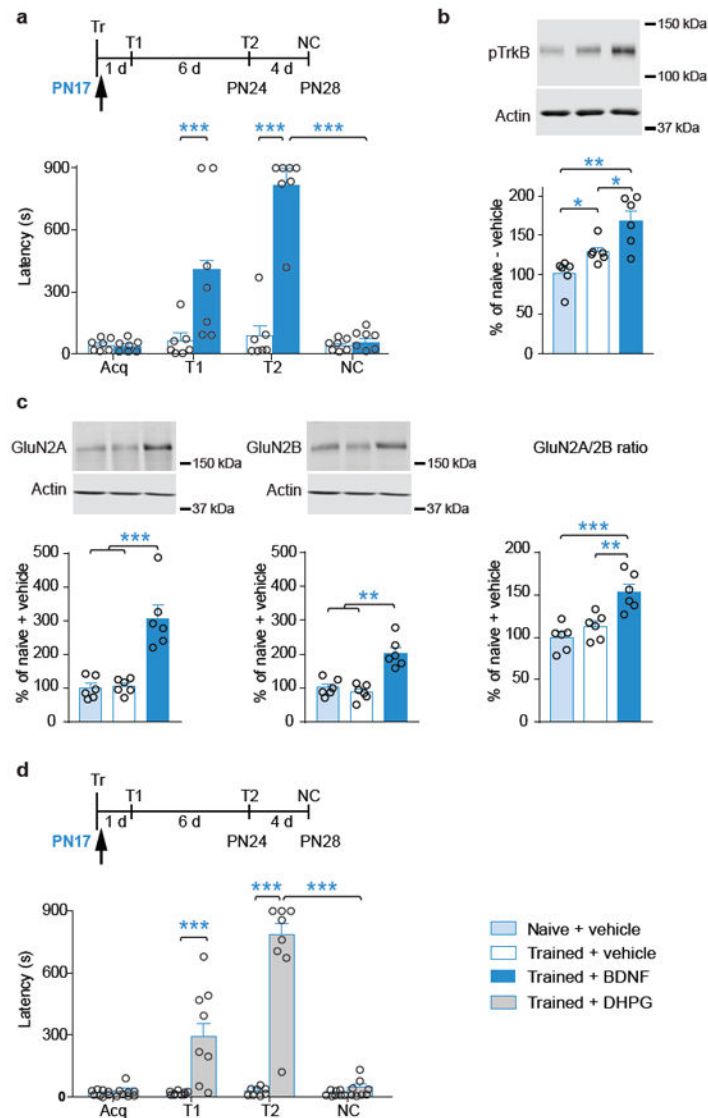 a
Tr T1 T2 NC
1 d 6 d 4 d
PN17 PN24 PN28
*** *** ***
900
600
300
0
Latency (s)
Acq T1 T2 NC
b
150 kDa
pTrkB
100 kDa
Actin
37 kDa
**
* *
200
150
100
50
0
% of naive - vehicle
c
GluN2A
150 kDa
Actin
37 kDa
***
500
400
300
200
100
0
% of naive + vehicle
GluN2B
150 kDa
Actin
37 kDa
**
500
400
300
200
100
0
% of naive + vehicle
GluN2A/2B ratio
***
**
200
150
100
50
0
% of naive + vehicle
d
Tr T1 T2 NC
1 d 6 d 4 d
PN17 PN24 PN28
*** *** ***
900
600
300
0
Latency (s)
Acq T1 T2 NC
Naive + vehicle
Trained + vehicle
Trained + BDNF
Trained + DHPG